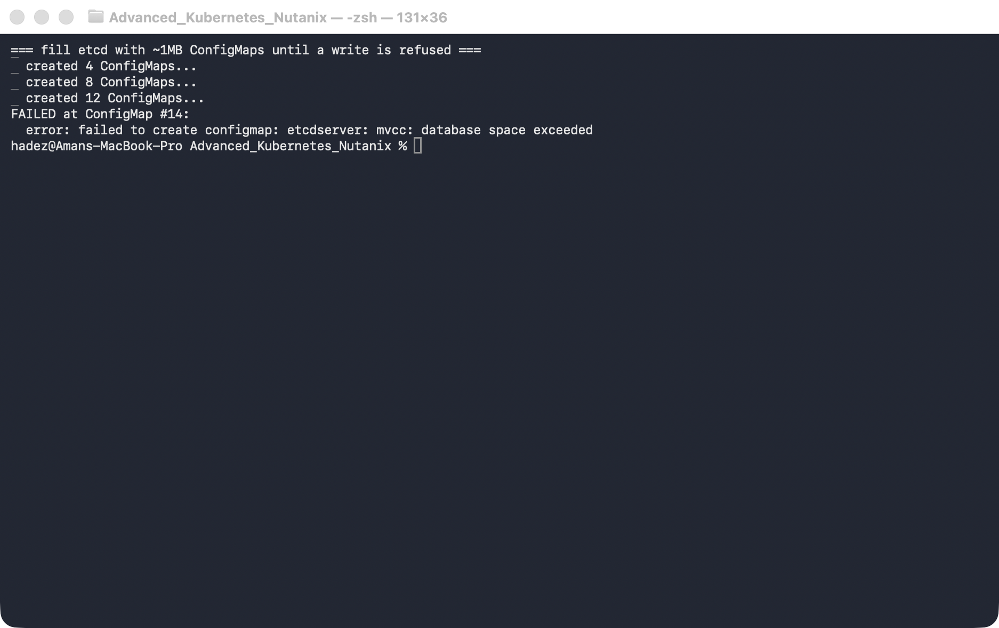 Advanced_Kubernetes_Nutanix — -zsh — 131×36
=== fill etcd with ~1MB ConfigMaps until a write is refused ===
_ created 4 ConfigMaps...
_ created 8 ConfigMaps...
_ created 12 ConfigMaps...
FAILED at ConfigMap #14:
  error: failed to create configmap: etcdserver: mvcc: database space exceeded
hadez@Amans-MacBook-Pro Advanced_Kubernetes_Nutanix %